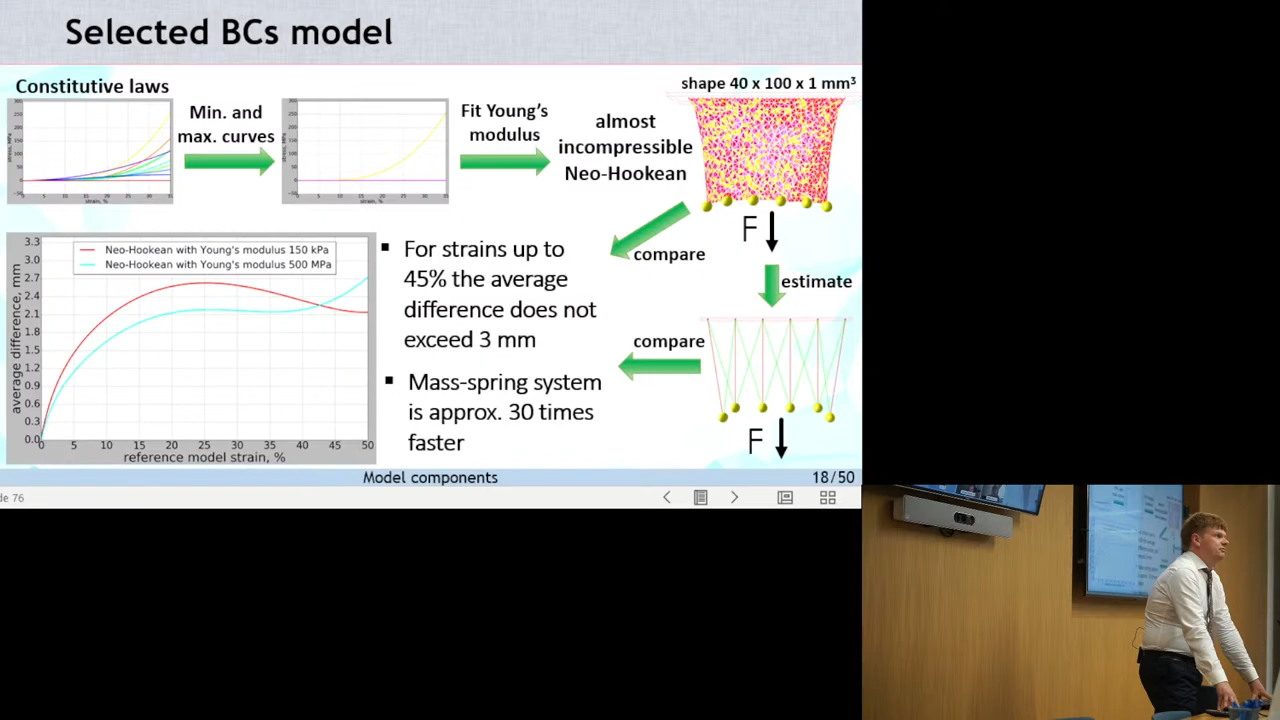 Selected BCs model
Constitutive laws
Min. and
max. curves
Fit Young's
modulus
almost
incompressible
Neo-Hookean
shape 40 x 100 x 1 mm³
strain, %
strain, %
F
compare
estimate
compare
F
average difference, mm
3.3
3.0
2.7
2.4
2.1
1.8
1.5
1.2
0.9
0.6
0.3
0.0
Neo-Hookean with Young's modulus 150 kPa
Neo-Hookean with Young's modulus 500 MPa
0 5 10 15 20 25 30 35 40 45 50
reference model strain, %
▪ For strains up to
45% the average
difference does not
exceed 3 mm
▪ Mass-spring system
is approx. 30 times
faster
Model components
18/50
de 76